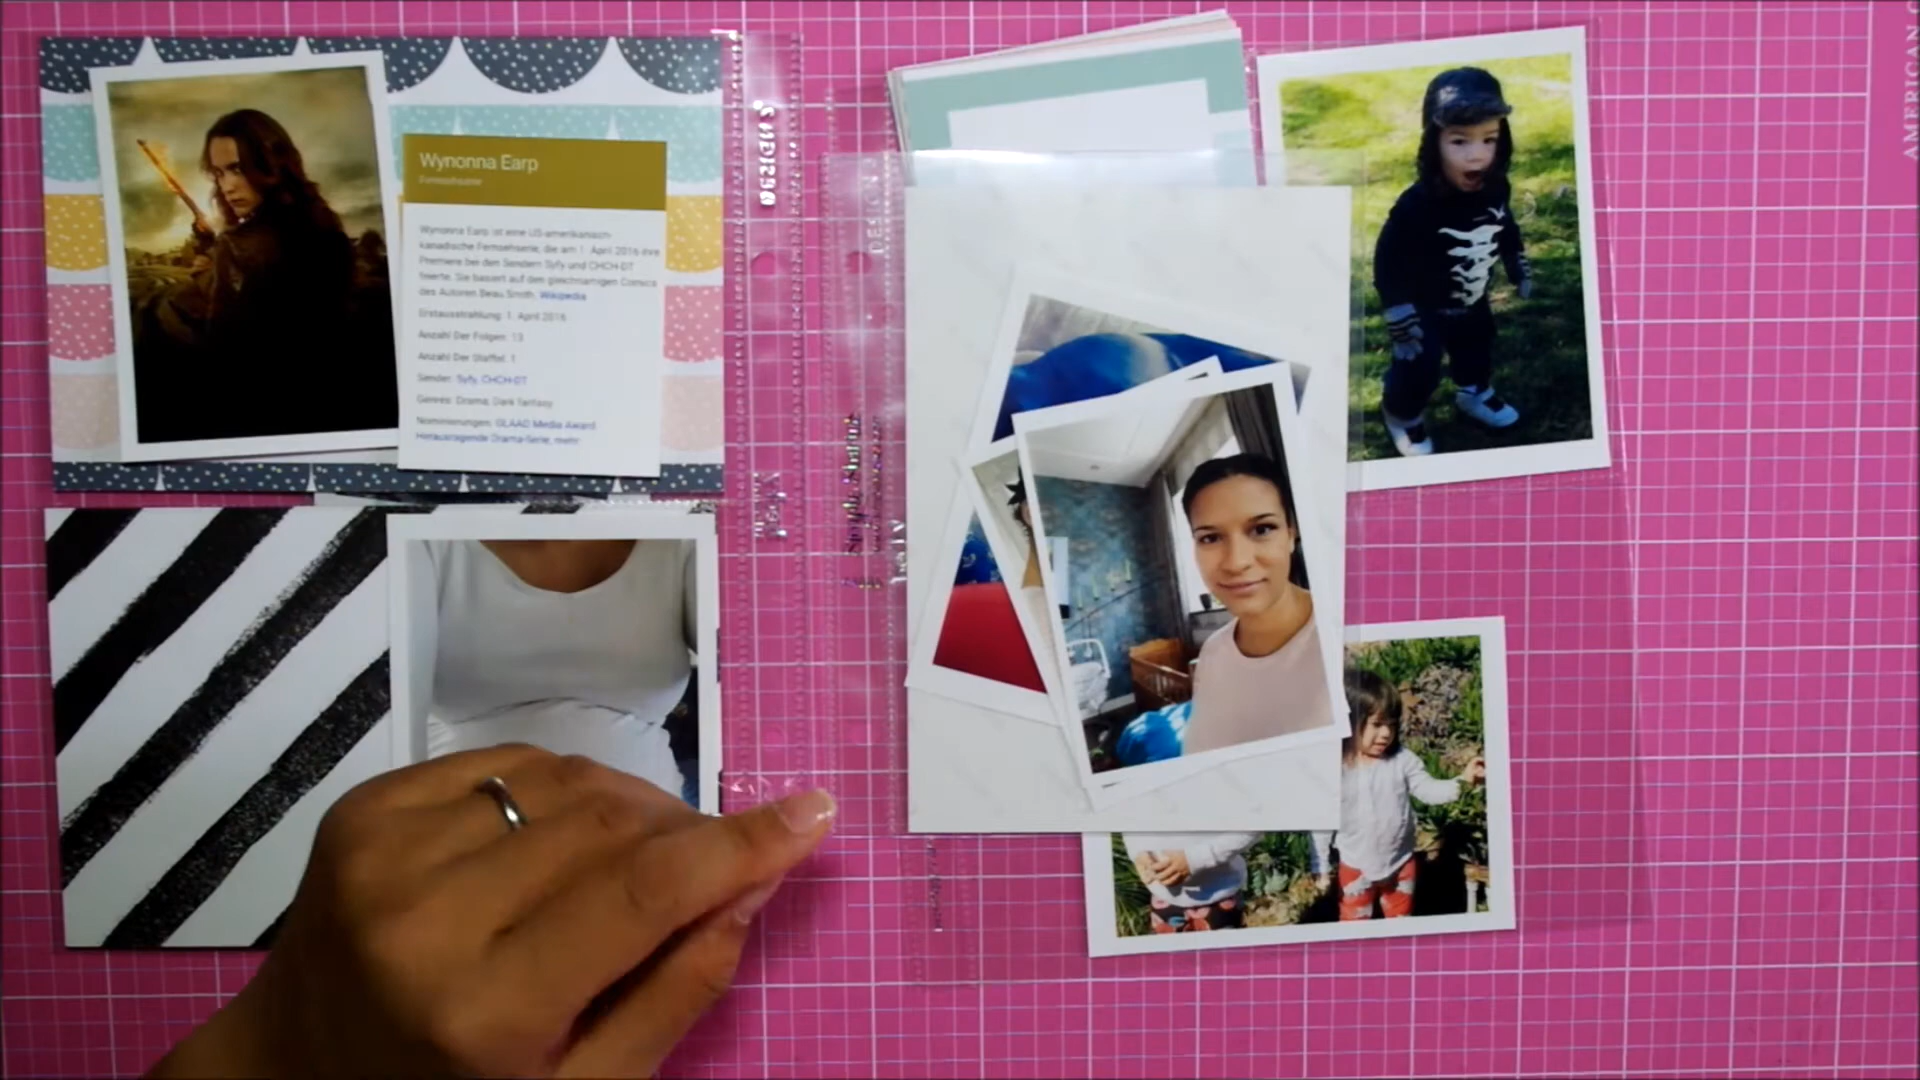 Wynonna Earp
Fernsehserie
Wynonna Earp ist eine US-amerikanisch-
kanadische Fernsehserie, die am 1. April 2016 ihre
Premiere bei den Sendern Syfy und CHCH-DT
feierte. Sie basiert auf den gleichnamigen Comics
des Autoren Beau Smith. Wikipedia
Erstausstrahlung: 1. April 2016
Anzahl Der Folgen: 13
Anzahl Der Staffel: 1
Sender: Syfy, CHCH-DT
Genres: Drama, Dark fantasy
Nominierungen: GLAAD Media Award
Herausragende Drama-Serie, mehr
Simple Stories
AMERICAN